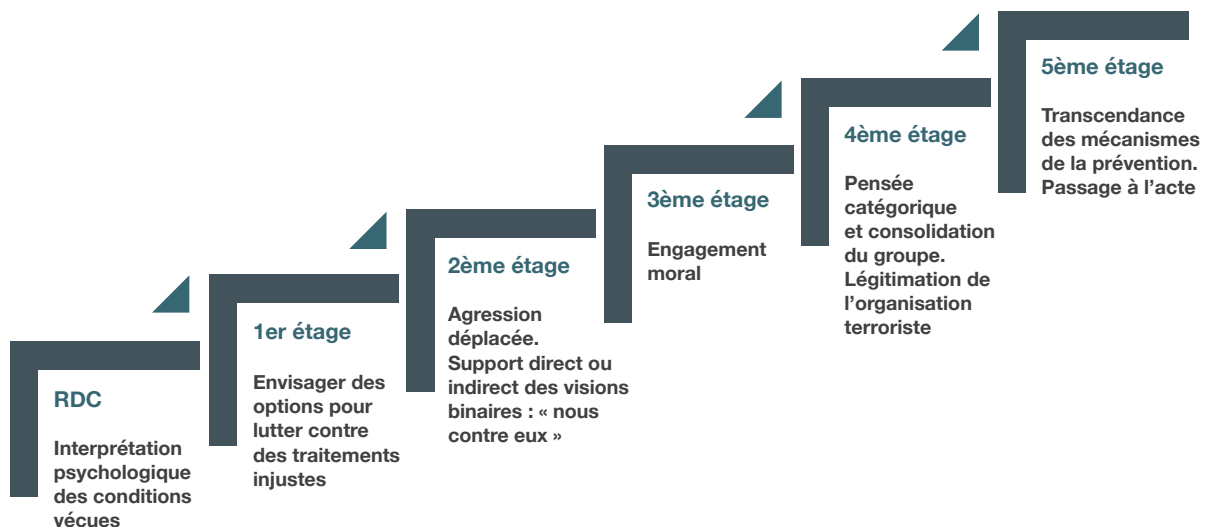 RDC
Interprétation
psychologique
des conditions
vécues
1er étage
Envisager des
options pour
lutter contre
des traitements
injustes
2ème étage
Agression
déplacée.
Support direct ou
indirect des visions
binaires : « nous
contre eux »
3ème étage
Engagement
moral
4ème étage
Pensée
catégorique
et consolidation
du groupe.
Légitimation de
l’organisation
terroriste
5ème étage
Transcendance
des mécanismes
de la prévention.
Passage à l’acte